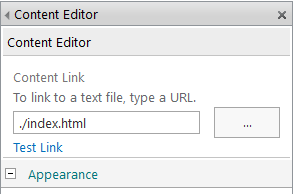 Content Editor
Content Editor
Content Link
To link to a text file, type a URL.
./index.html
...
Test Link
Appearance